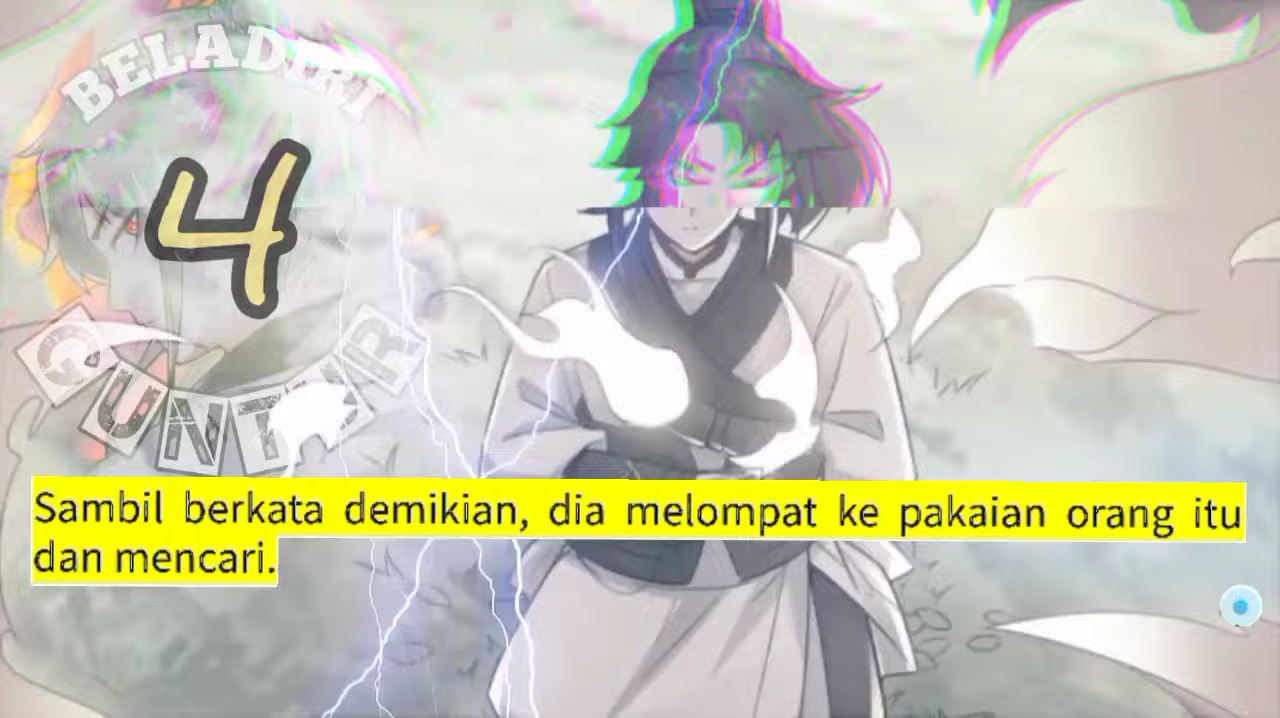 BELADIRI
4
Sambil berkata demikian, dia melompat ke pakaian orang itu
dan mencari.